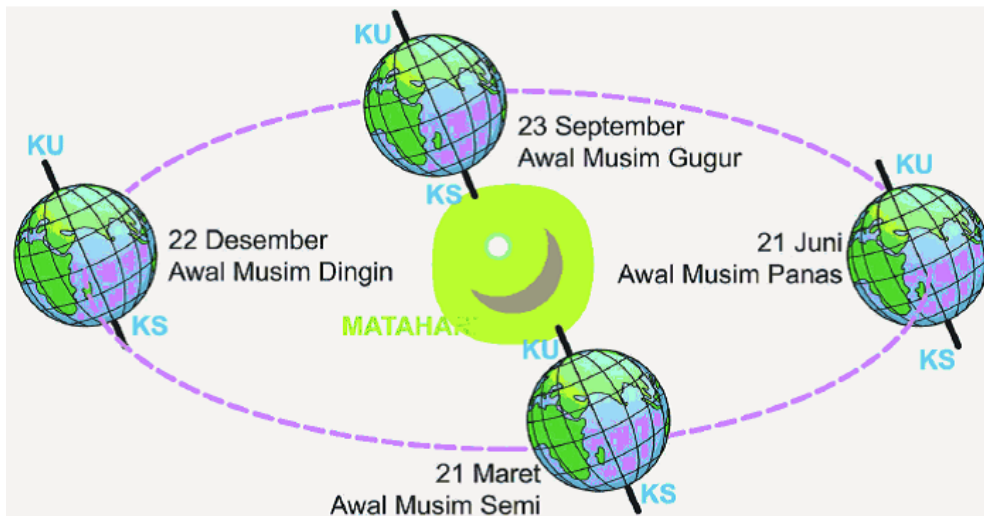 KU
23 September
Awal Musim Gugur
KS
KU
22 Desember
Awal Musim Dingin
KS
KU
21 Juni
Awal Musim Panas
KS
MATAHARI
KU
21 Maret
Awal Musim Semi
KS